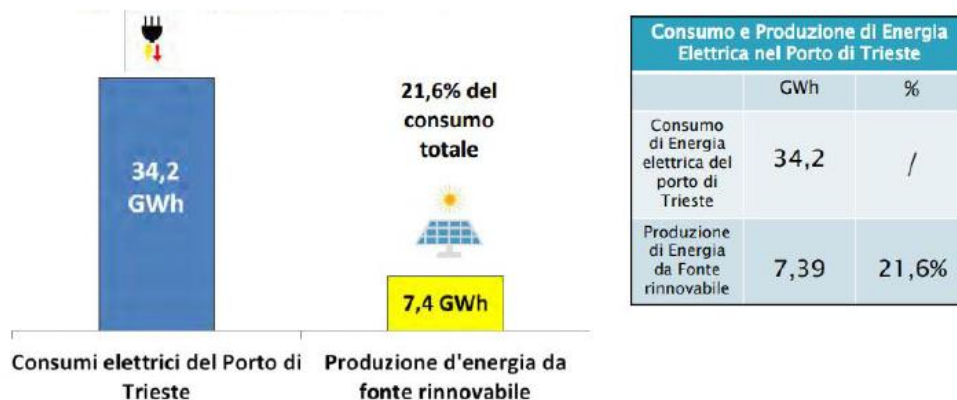 21,6% del
consumo
totale
34,2
GWh
7,4 GWh
Consumi elettrici del Porto di
Trieste
Produzione d'energia da
fonte rinnovabile
Consumo e Produzione di Energia
Elettrica nel Porto di Trieste
GWh %
Consumo
di Energia
elettrica del
porto di
Trieste
34,2 /
Produzione
di Energia
da Fonte
rinnovabile
7,39 21,6%